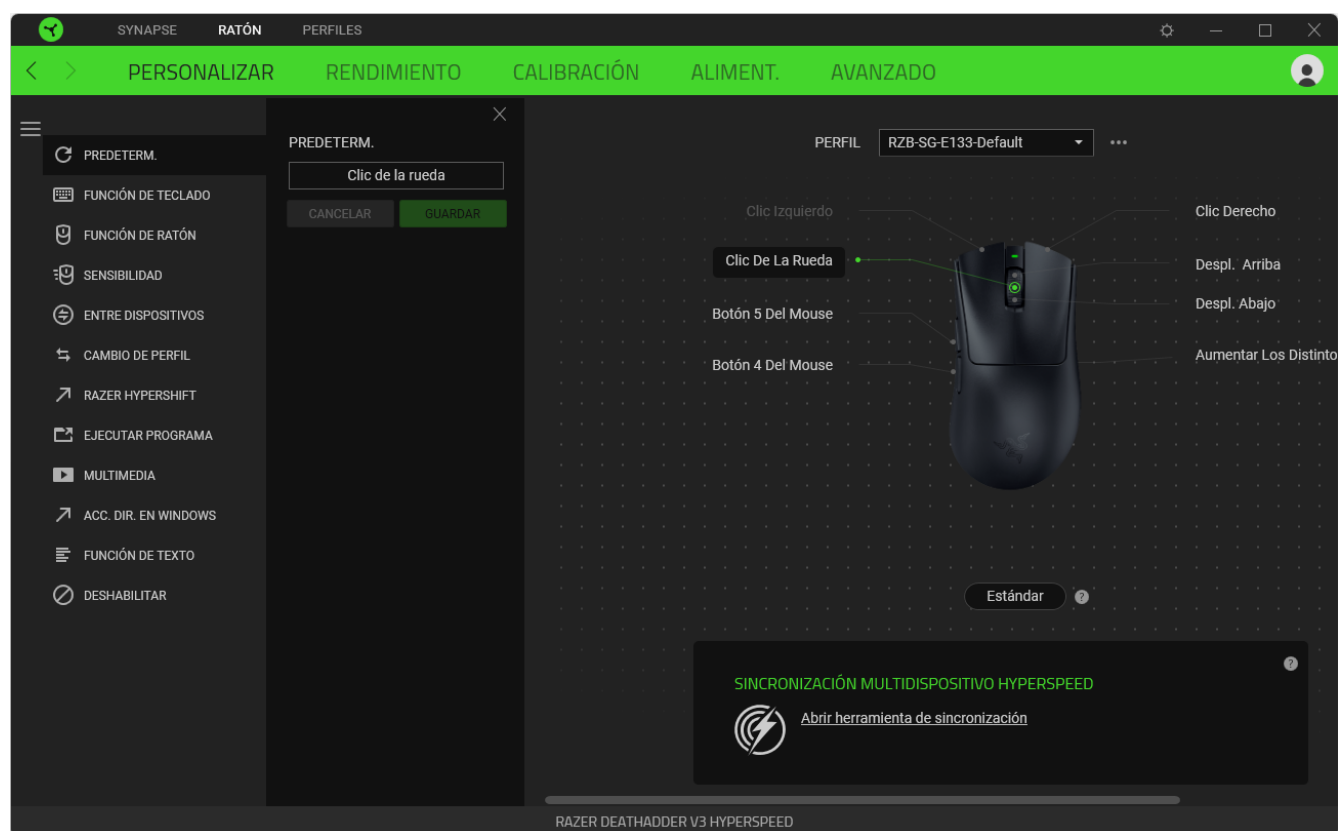 SYNAPSE RATÓN PERFILES
PERSONALIZAR RENDIMIENTO CALIBRACIÓN ALIMENT. AVANZADO
PREDETERM.
FUNCIÓN DE TECLADO
FUNCIÓN DE RATÓN
SENSIBILIDAD
ENTRE DISPOSITIVOS
CAMBIO DE PERFIL
RAZER HYPERSHIFT
EJECUTAR PROGRAMA
MULTIMEDIA
ACC. DIR. EN WINDOWS
FUNCIÓN DE TEXTO
DESHABILITAR
PREDETERM.
Clic de la rueda
CANCELAR GUARDAR
PERFIL RZB-SG-E133-Default
Clic Izquierdo
Clic De La Rueda
Botón 5 Del Mouse
Botón 4 Del Mouse
Clic Derecho
Despl. Arriba
Despl. Abajo
Aumentar Los Distinto
Estándar ?
?
SINCRONIZACIÓN MULTIDISPOSITIVO HYPERSPEED
Abrir herramienta de sincronización
RAZER DEATHADDER V3 HYPERSPEED